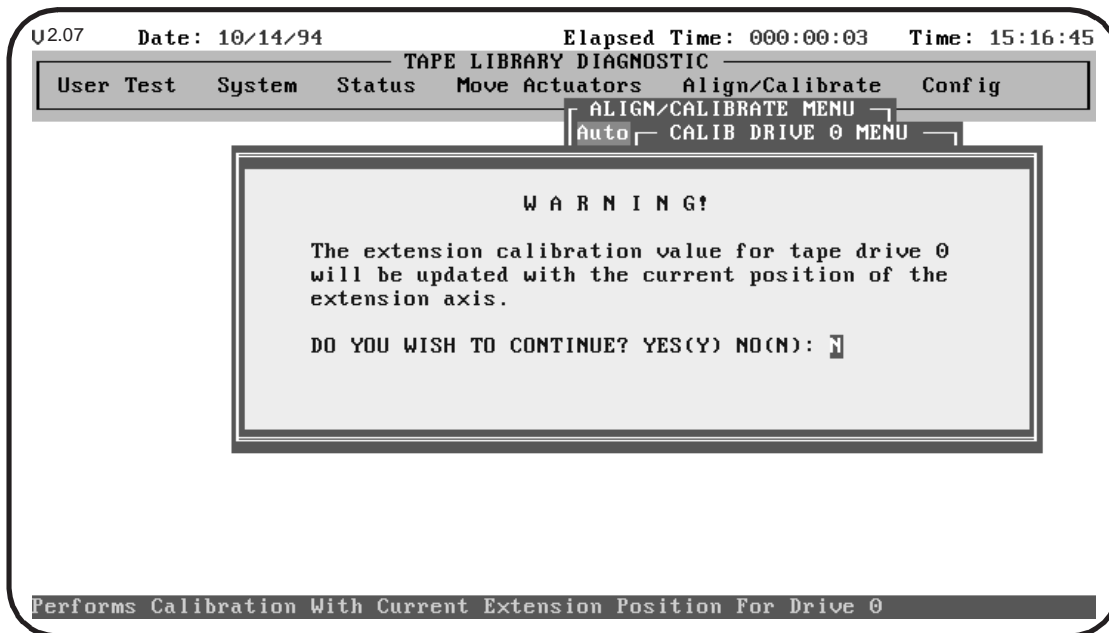 V2.07 Date: 10/14/94 Elapsed Time: 000:00:03 Time: 15:16:45
TAPE LIBRARY DIAGNOSTIC
User Test System Status Move Actuators Align/Calibrate Config
ALIGN/CALIBRATE MENU
Auto CALIB DRIVE 0 MENU
W A R N I N G!
The extension calibration value for tape drive 0
will be updated with the current position of the
extension axis.
DO YOU WISH TO CONTINUE? YES(Y) NO(N): N
Performs Calibration With Current Extension Position For Drive 0